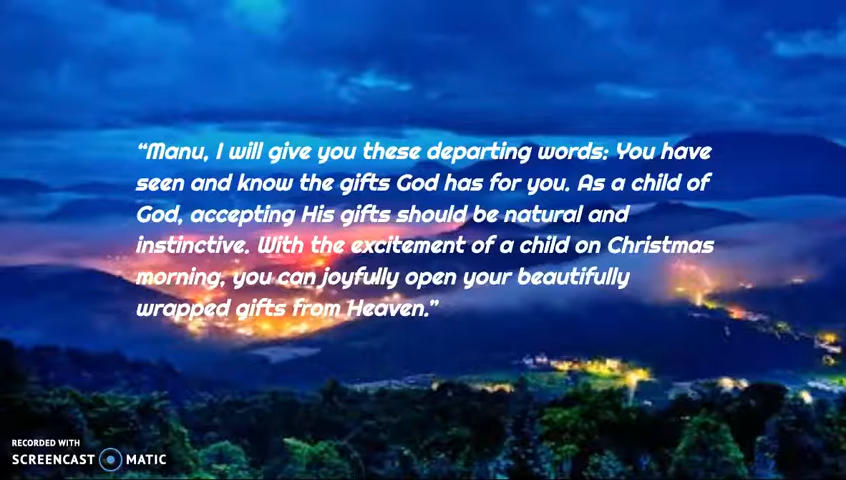 “Manu, I will give you these departing words: You have
seen and know the gifts God has for you. As a child of
God, accepting His gifts should be natural and
instinctive. With the excitement of a child on Christmas
morning, you can joyfully open your beautifully
wrapped gifts from Heaven.”
RECORDED WITH
SCREENCAST MATIC